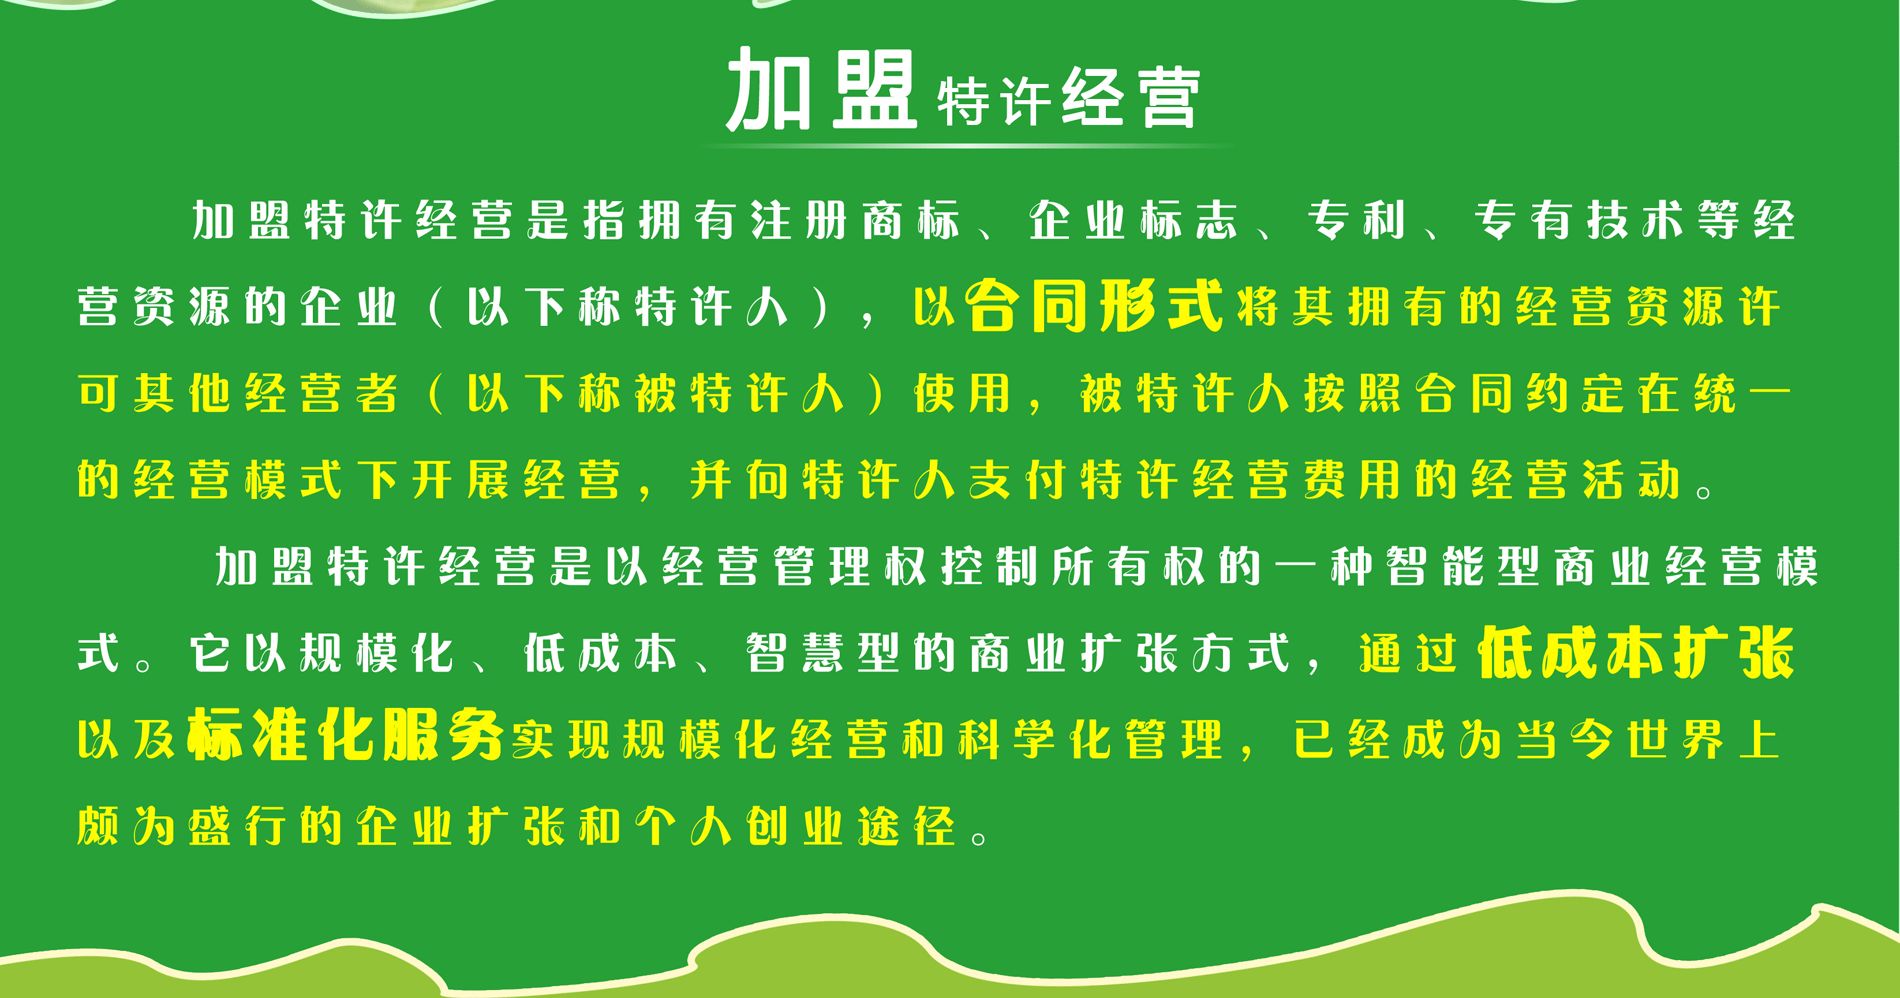 加盟特许经营
加盟特许经营是指拥有注册商标、企业标志、专利、专有技术等经
营资源的企业（以下称特许人），以合同形式将其拥有的经营资源许
可其他经营者（以下称被特许人）使用，被特许人按照合同约定在统一
的经营模式下开展经营，并向特许人支付特许经营费用的经营活动。
加盟特许经营是以经营管理权控制所有权的一种智能型商业经营模
式。它以规模化、低成本、智慧型的商业扩张方式，通过低成本扩张
以及标准化服务实现规模化经营和科学化管理，已经成为当今世界上
颇为盛行的企业扩张和个人创业途径。